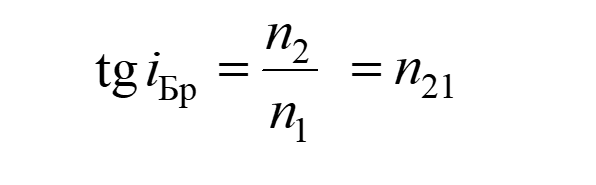 tg i_Бр = n_2 / n_1 = n_21